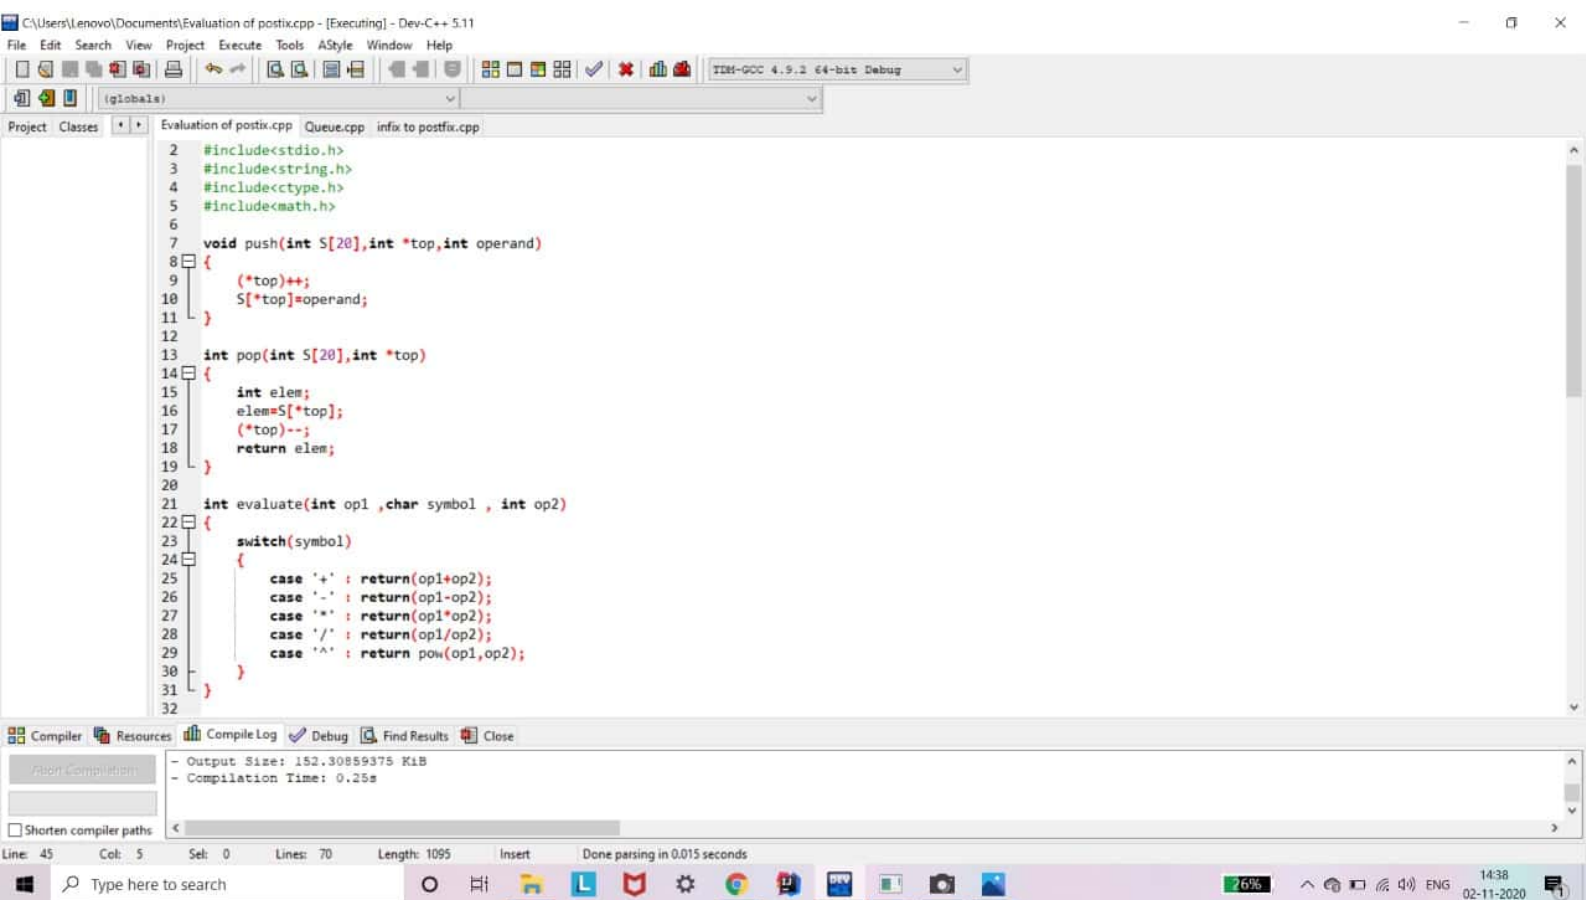 C:\Users\Lenovo\Documents\Evaluation of postix.cpp - [Executing] - Dev-C++ 5.11
File Edit Search View Project Execute Tools AStyle Window Help
TDM-GCC 4.9.2 64-bit Debug
(globals)
Project Classes Evaluation of postix.cpp Queue.cpp infix to postfix.cpp
2 #include<stdio.h>
3 #include<string.h>
4 #include<ctype.h>
5 #include<math.h>
6
7 void push(int S[20],int *top,int operand)
8 {
9 (*top)++;
10 S[*top]=operand;
11 }
12
13 int pop(int S[20],int *top)
14 {
15 int elem;
16 elem=S[*top];
17 (*top)--;
18 return elem;
19 }
20
21 int evaluate(int op1 ,char symbol , int op2)
22 {
23 switch(symbol)
24 {
25 case '+' : return(op1+op2);
26 case '-' : return(op1-op2);
27 case '*' : return(op1*op2);
28 case '/' : return(op1/op2);
29 case '^' : return pow(op1,op2);
30 }
31 }
32
Compiler Resources Compile Log Debug Find Results Close
Abort Compilation
- Output Size: 152.30859375 KiB
- Compilation Time: 0.25s
Shorten compiler paths
Line: 45 Col: 5 Sel: 0 Lines: 70 Length: 1095 Insert Done parsing in 0.015 seconds
Type here to search
L
DEV
26%
ENG
14:38
02-11-2020
1